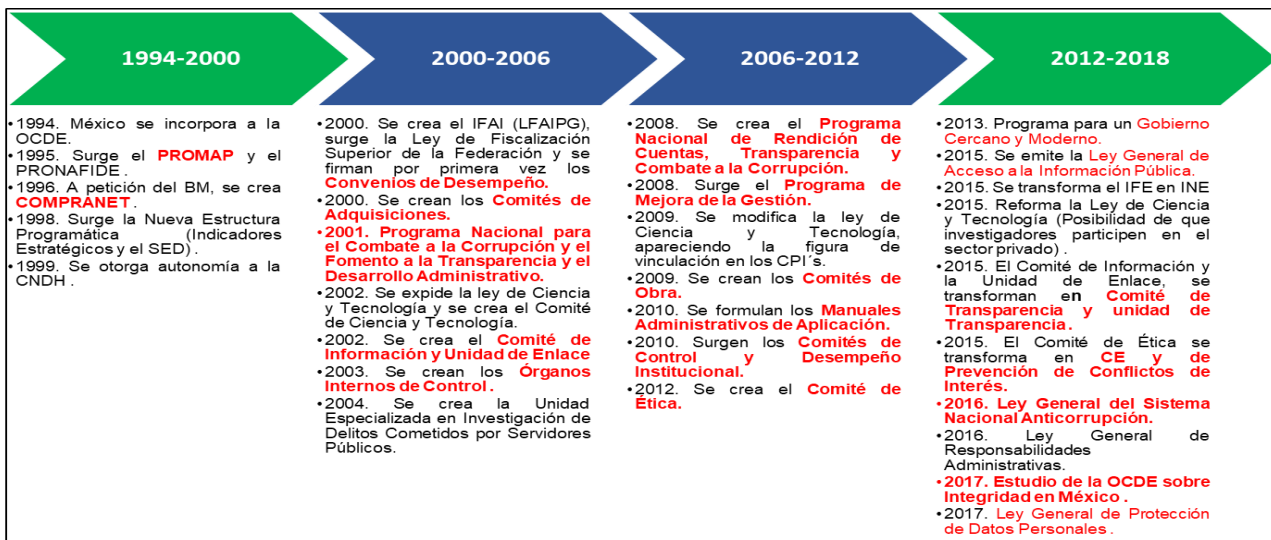 1994-2000
2000-2006
2006-2012
2012-2018
•1994. México se incorpora a la
OCDE.
•1995. Surge el PROMAP y el
PRONAFIDE .
•1996. A petición del BM, se crea
COMPRANET .
•1998. Surge la Nueva Estructura
Programática (Indicadores
Estratégicos y el SED) .
•1999. Se otorga autonomía a la
CNDH .
•2000. Se crea el IFAI (LFAIPG),
surge la Ley de Fiscalización
Superior de la Federación y se
firman por primera vez los
Convenios de Desempeño.
•2000. Se crean los Comités de
Adquisiciones.
•2001. Programa Nacional para
el Combate a la Corrupción y el
Fomento a la Transparencia y el
Desarrollo Administrativo.
•2002. Se expide la ley de Ciencia
y Tecnología y se crea el Comité
de Ciencia y Tecnología.
•2002. Se crea el Comité de
Información y Unidad de Enlace
•2003. Se crean los Órganos
Internos de Control .
•2004. Se crea la Unidad
Especializada en Investigación de
Delitos Cometidos por Servidores
Públicos.
•2008. Se crea el Programa
Nacional de Rendición de
Cuentas, Transparencia y
Combate a la Corrupción.
•2008. Surge el Programa de
Mejora de la Gestión.
•2009. Se modifica la ley de
Ciencia y Tecnología,
apareciendo la figura de
vinculación en los CPI´s.
•2009. Se crean los Comités de
Obra.
•2010. Se formulan los Manuales
Administrativos de Aplicación.
•2010. Surgen los Comités de
Control y Desempeño
Institucional.
•2012. Se crea el Comité de
Ética.
•2013. Programa para un Gobierno
Cercano y Moderno.
•2015. Se emite la Ley General de
Acceso a la Información Pública.
•2015. Se transforma el IFE en INE
•2015. Reforma la Ley de Ciencia
y Tecnología (Posibilidad de que
investigadores participen en el
sector privado) .
•2015. El Comité de Información y
la Unidad de Enlace, se
transforman en Comité de
Transparencia y unidad de
Transparencia .
•2015. El Comité de Ética se
transforma en CE y de
Prevención de Conflictos de
Interés.
•2016. Ley General del Sistema
Nacional Anticorrupción.
•2016. Ley General de
Responsabilidades
Administrativas.
•2017. Estudio de la OCDE sobre
Integridad en México .
•2017. Ley General de Protección
de Datos Personales .